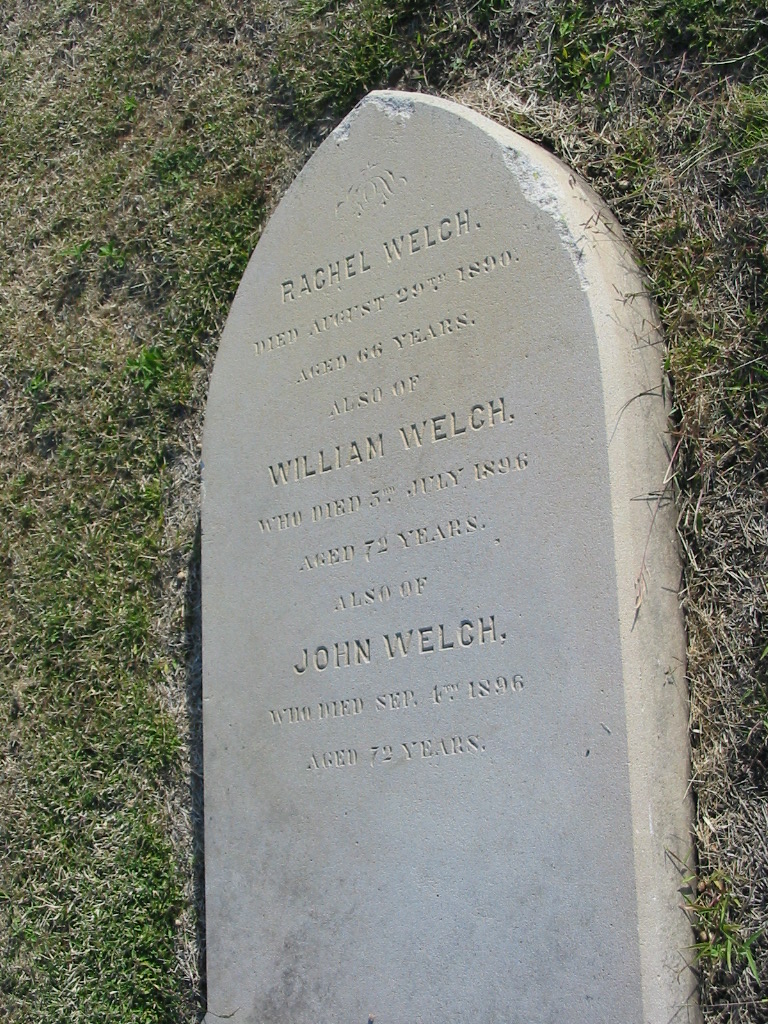 RACHEL WELCH.
DIED AUGUST 29TH 1890.
AGED 66 YEARS.
ALSO OF
WILLIAM WELCH,
WHO DIED 3RD JULY, 1896
AGED 72 YEARS.
ALSO OF
JOHN WELCH,
WHO DIED SEP. 4TH 1896
AGED 72 YEARS.